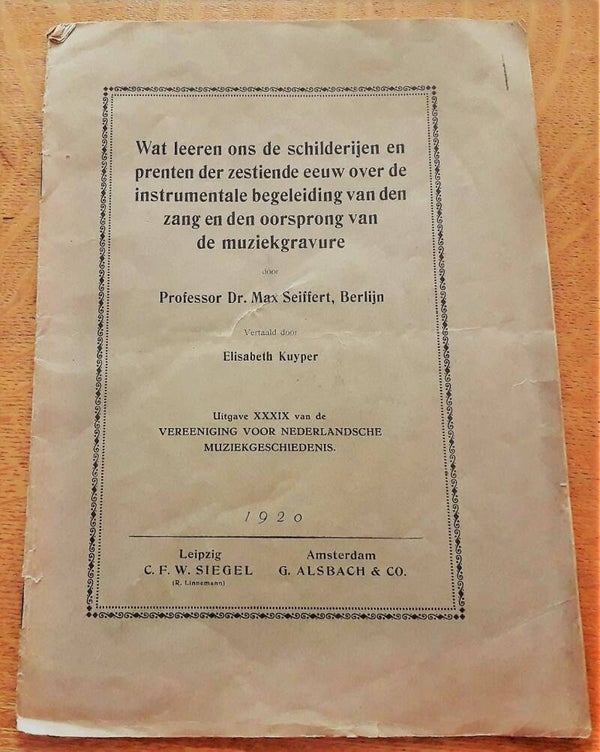 Wat leeren ons de schilderijen en
prenten der zestiende eeuw over de
instrumentale begeleiding van den
zang en den oorsprong van
de muziekgravure
door
Professor Dr. Max Seiffert, Berlijn
Vertaald door
Elisabeth Kuyper
Uitgave XXXIX van de
VEREENIGING VOOR NEDERLANDSCHE
MUZIEKGESCHIEDENIS.
1920
Leipzig
C. F. W. SIEGEL
(R. Linnemann)
Amsterdam
G. ALSBACH & CO.